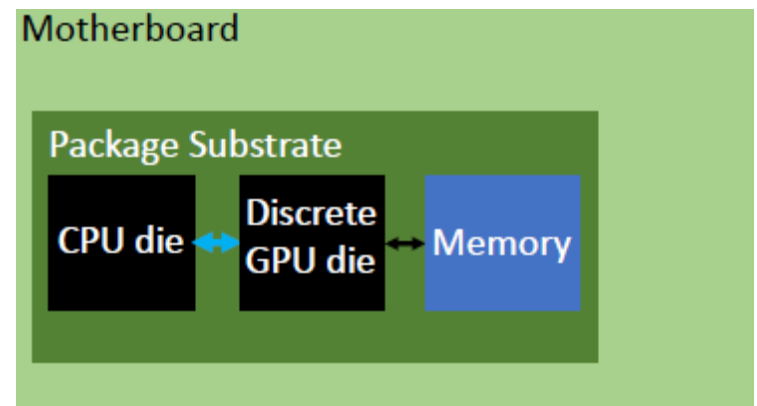 Motherboard
Package Substrate
CPU die
Discrete
GPU die
Memory